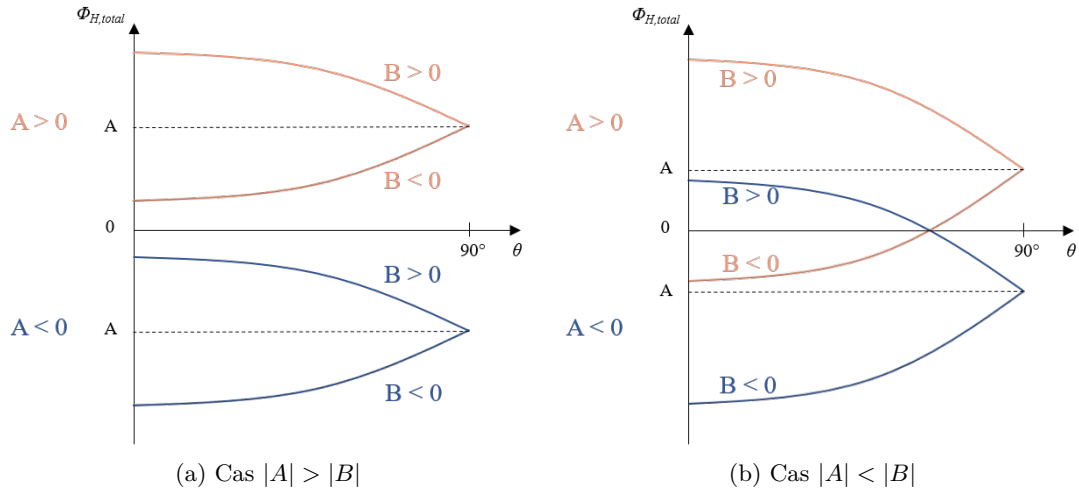 Φ_{H,total}
B > 0
A > 0
A
B < 0
0
90°
θ
B > 0
A < 0
A
B < 0
(a) Cas |A| > |B|
Φ_{H,total}
B > 0
A > 0
A
B > 0
0
90°
θ
B < 0
A
A < 0
B < 0
(b) Cas |A| < |B|